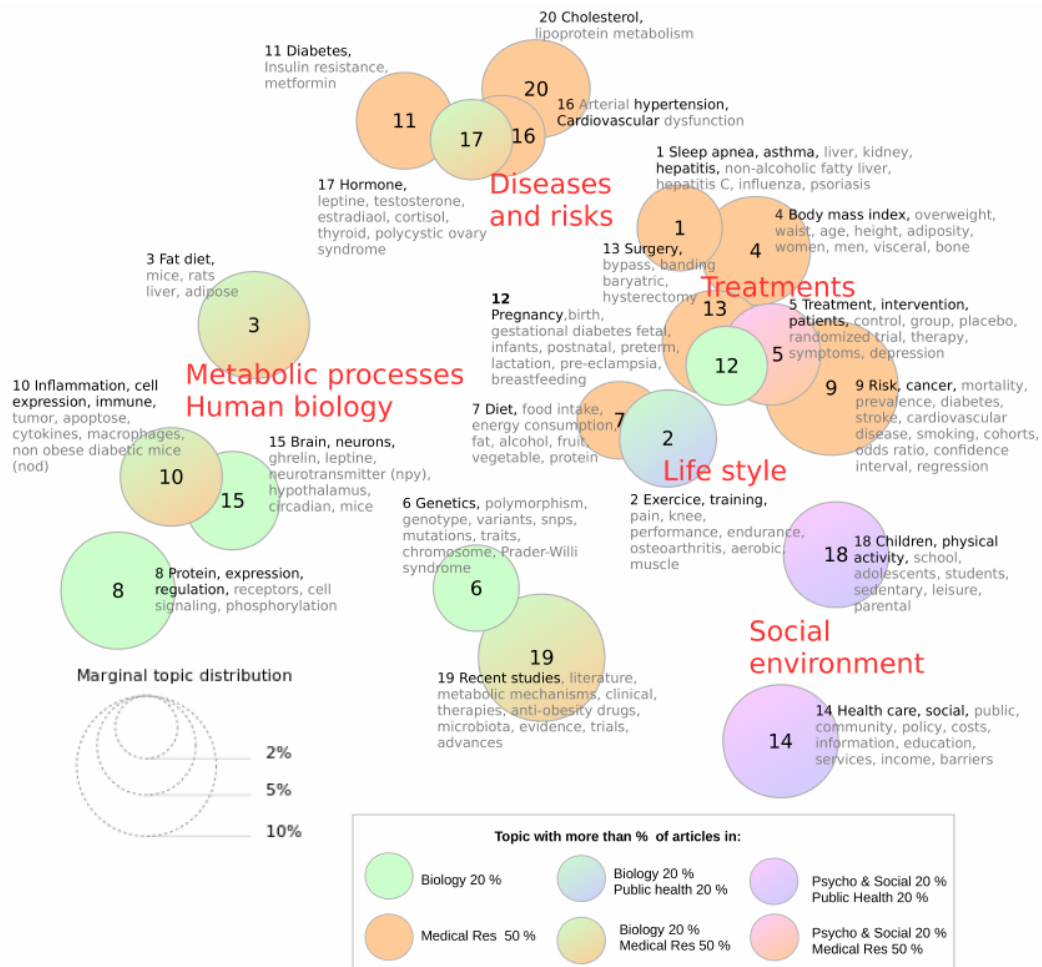 20 Cholesterol,
lipoprotein metabolism
11 Diabetes,
Insulin resistance,
metformin
20
11
17
16
16 Arterial hypertension,
Cardiovascular dysfunction
17 Hormone,
leptine, testosterone,
estradiol, cortisol,
thyroid, polycystic ovary
syndrome
Diseases
and risks
1 Sleep apnea, asthma, liver, kidney,
hepatitis, non-alcoholic fatty liver,
hepatitis C, influenza, psoriasis
1
4
4 Body mass index, overweight,
waist, age, height, adiposity,
women, men, visceral, bone
13 Surgery,
bypass, banding
baryatric,
hysterectomy
Treatments
3 Fat diet,
mice, rats
liver, adipose
3
12
Pregnancy,birth,
gestational diabetes fetal,
infants, postnatal, preterm,
lactation, pre-eclampsia,
breastfeeding
13
12
5
9
5 Treatment, intervention,
patients, control, group, placebo,
randomized trial, therapy,
symptoms, depression
9 Risk, cancer, mortality,
prevalence, diabetes,
stroke, cardiovascular
disease, smoking, cohorts,
odds ratio, confidence
interval, regression
Metabolic processes
Human biology
10 Inflammation, cell
expression, immune,
tumor, apoptose,
cytokines, macrophages,
non obese diabetic mice
(nod)
10
15
15 Brain, neurons,
ghrelin, leptine,
neurotransmitter (npy),
hypothalamus,
circadian, mice
7 Diet, food intake,
energy consumption,
fat, alcohol, fruit,
vegetable, protein
7
2
Life style
2 Exercice, training,
pain, knee,
performance, endurance,
osteoarthritis, aerobic,
muscle
6 Genetics, polymorphism,
genotype, variants, snps,
mutations, traits,
chromosome, Prader-Willi
syndrome
6
18
18 Children, physical
activity, school,
adolescents, students,
sedentary, leisure,
parental
8
8 Protein, expression,
regulation, receptors, cell
signaling, phosphorylation
19
19 Recent studies, literature,
metabolic mechanisms, clinical,
therapies, anti-obesity drugs,
microbiota, evidence, trials,
advances
Social
environment
14
14 Health care, social, public,
community, policy, costs,
information, education,
services, income, barriers
Marginal topic distribution
2%
5%
10%
Topic with more than % of articles in:
Biology 20 %
Biology 20 %
Public health 20 %
Psycho & Social 20 %
Public Health 20 %
Medical Res 50 %
Biology 20 %
Medical Res 50 %
Psycho & Social 20 %
Medical Res 50 %